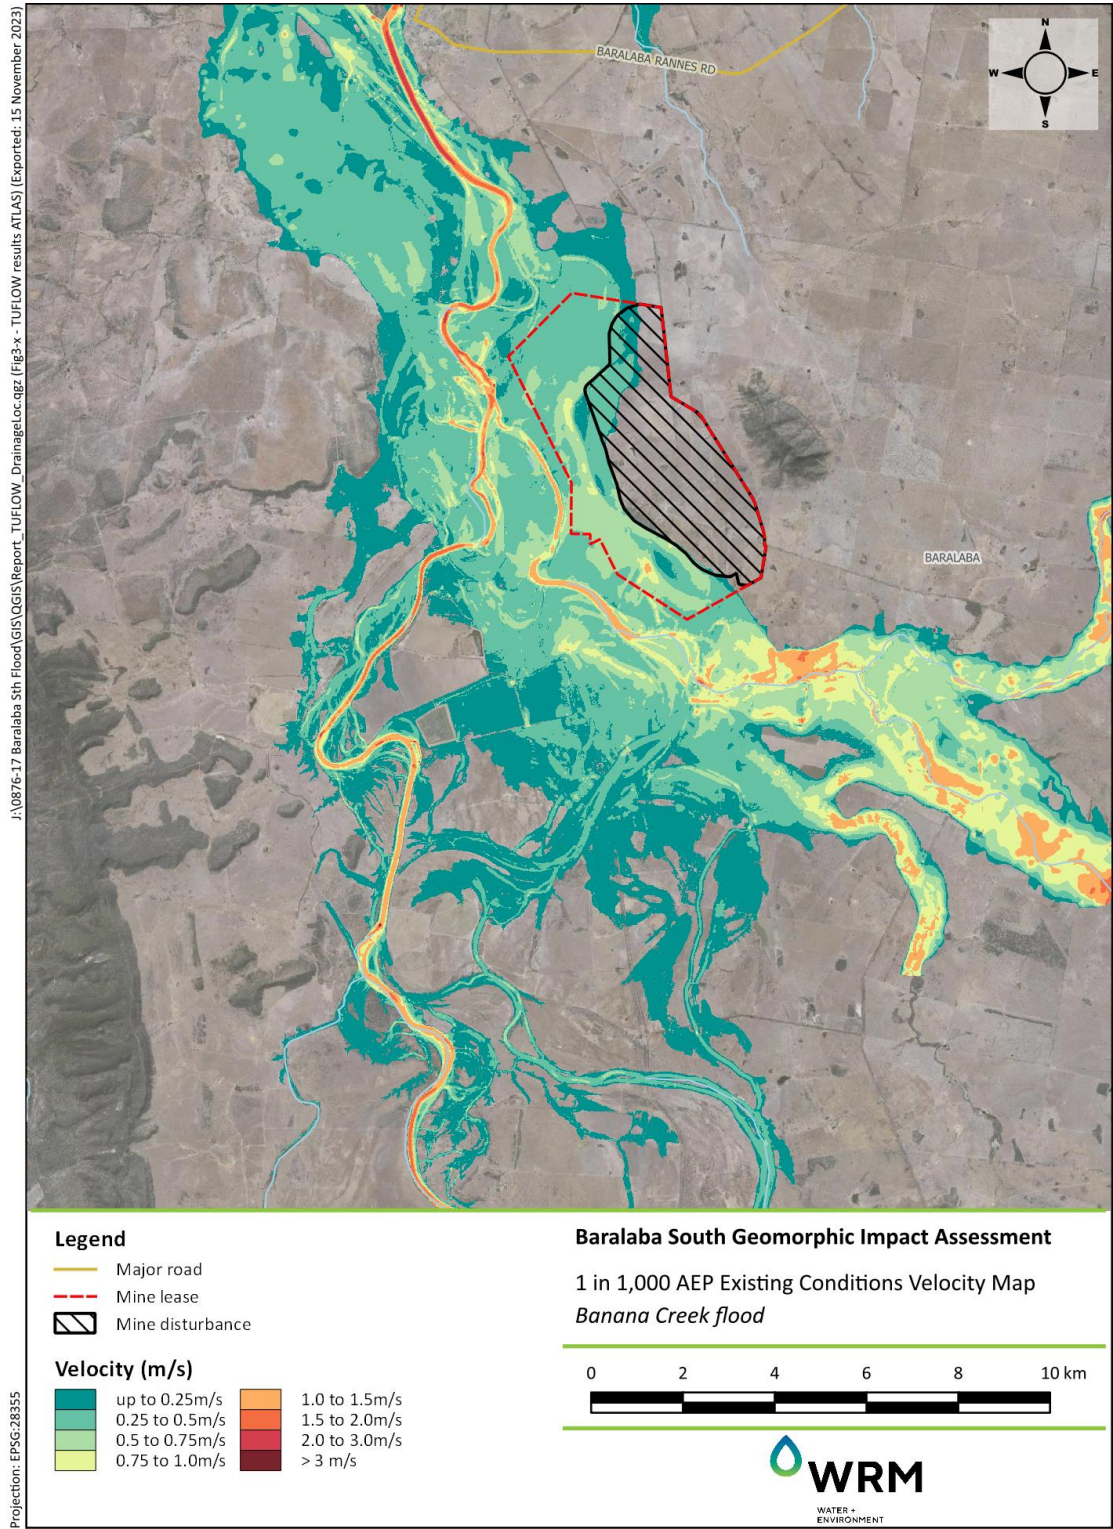 J:\0876-17 Baralaba Sth Flood\GIS\QGIS\Report_TUFLOW_DrainageLoc.qgz (Fig3-x - TUFLOW results ATLAS) (Exported: 15 November 2023)
BARALABA RANNES RD
N
W E
S
BARALABA
Legend
Major road
Mine lease
Mine disturbance
Velocity (m/s)
up to 0.25m/s
0.25 to 0.5m/s
0.5 to 0.75m/s
0.75 to 1.0m/s
1.0 to 1.5m/s
1.5 to 2.0m/s
2.0 to 3.0m/s
> 3 m/s
Baralaba South Geomorphic Impact Assessment
1 in 1,000 AEP Existing Conditions Velocity Map
Banana Creek flood
0 2 4 6 8 10 km
WRM
WATER +
ENVIRONMENT
Projection: EPSG:28355